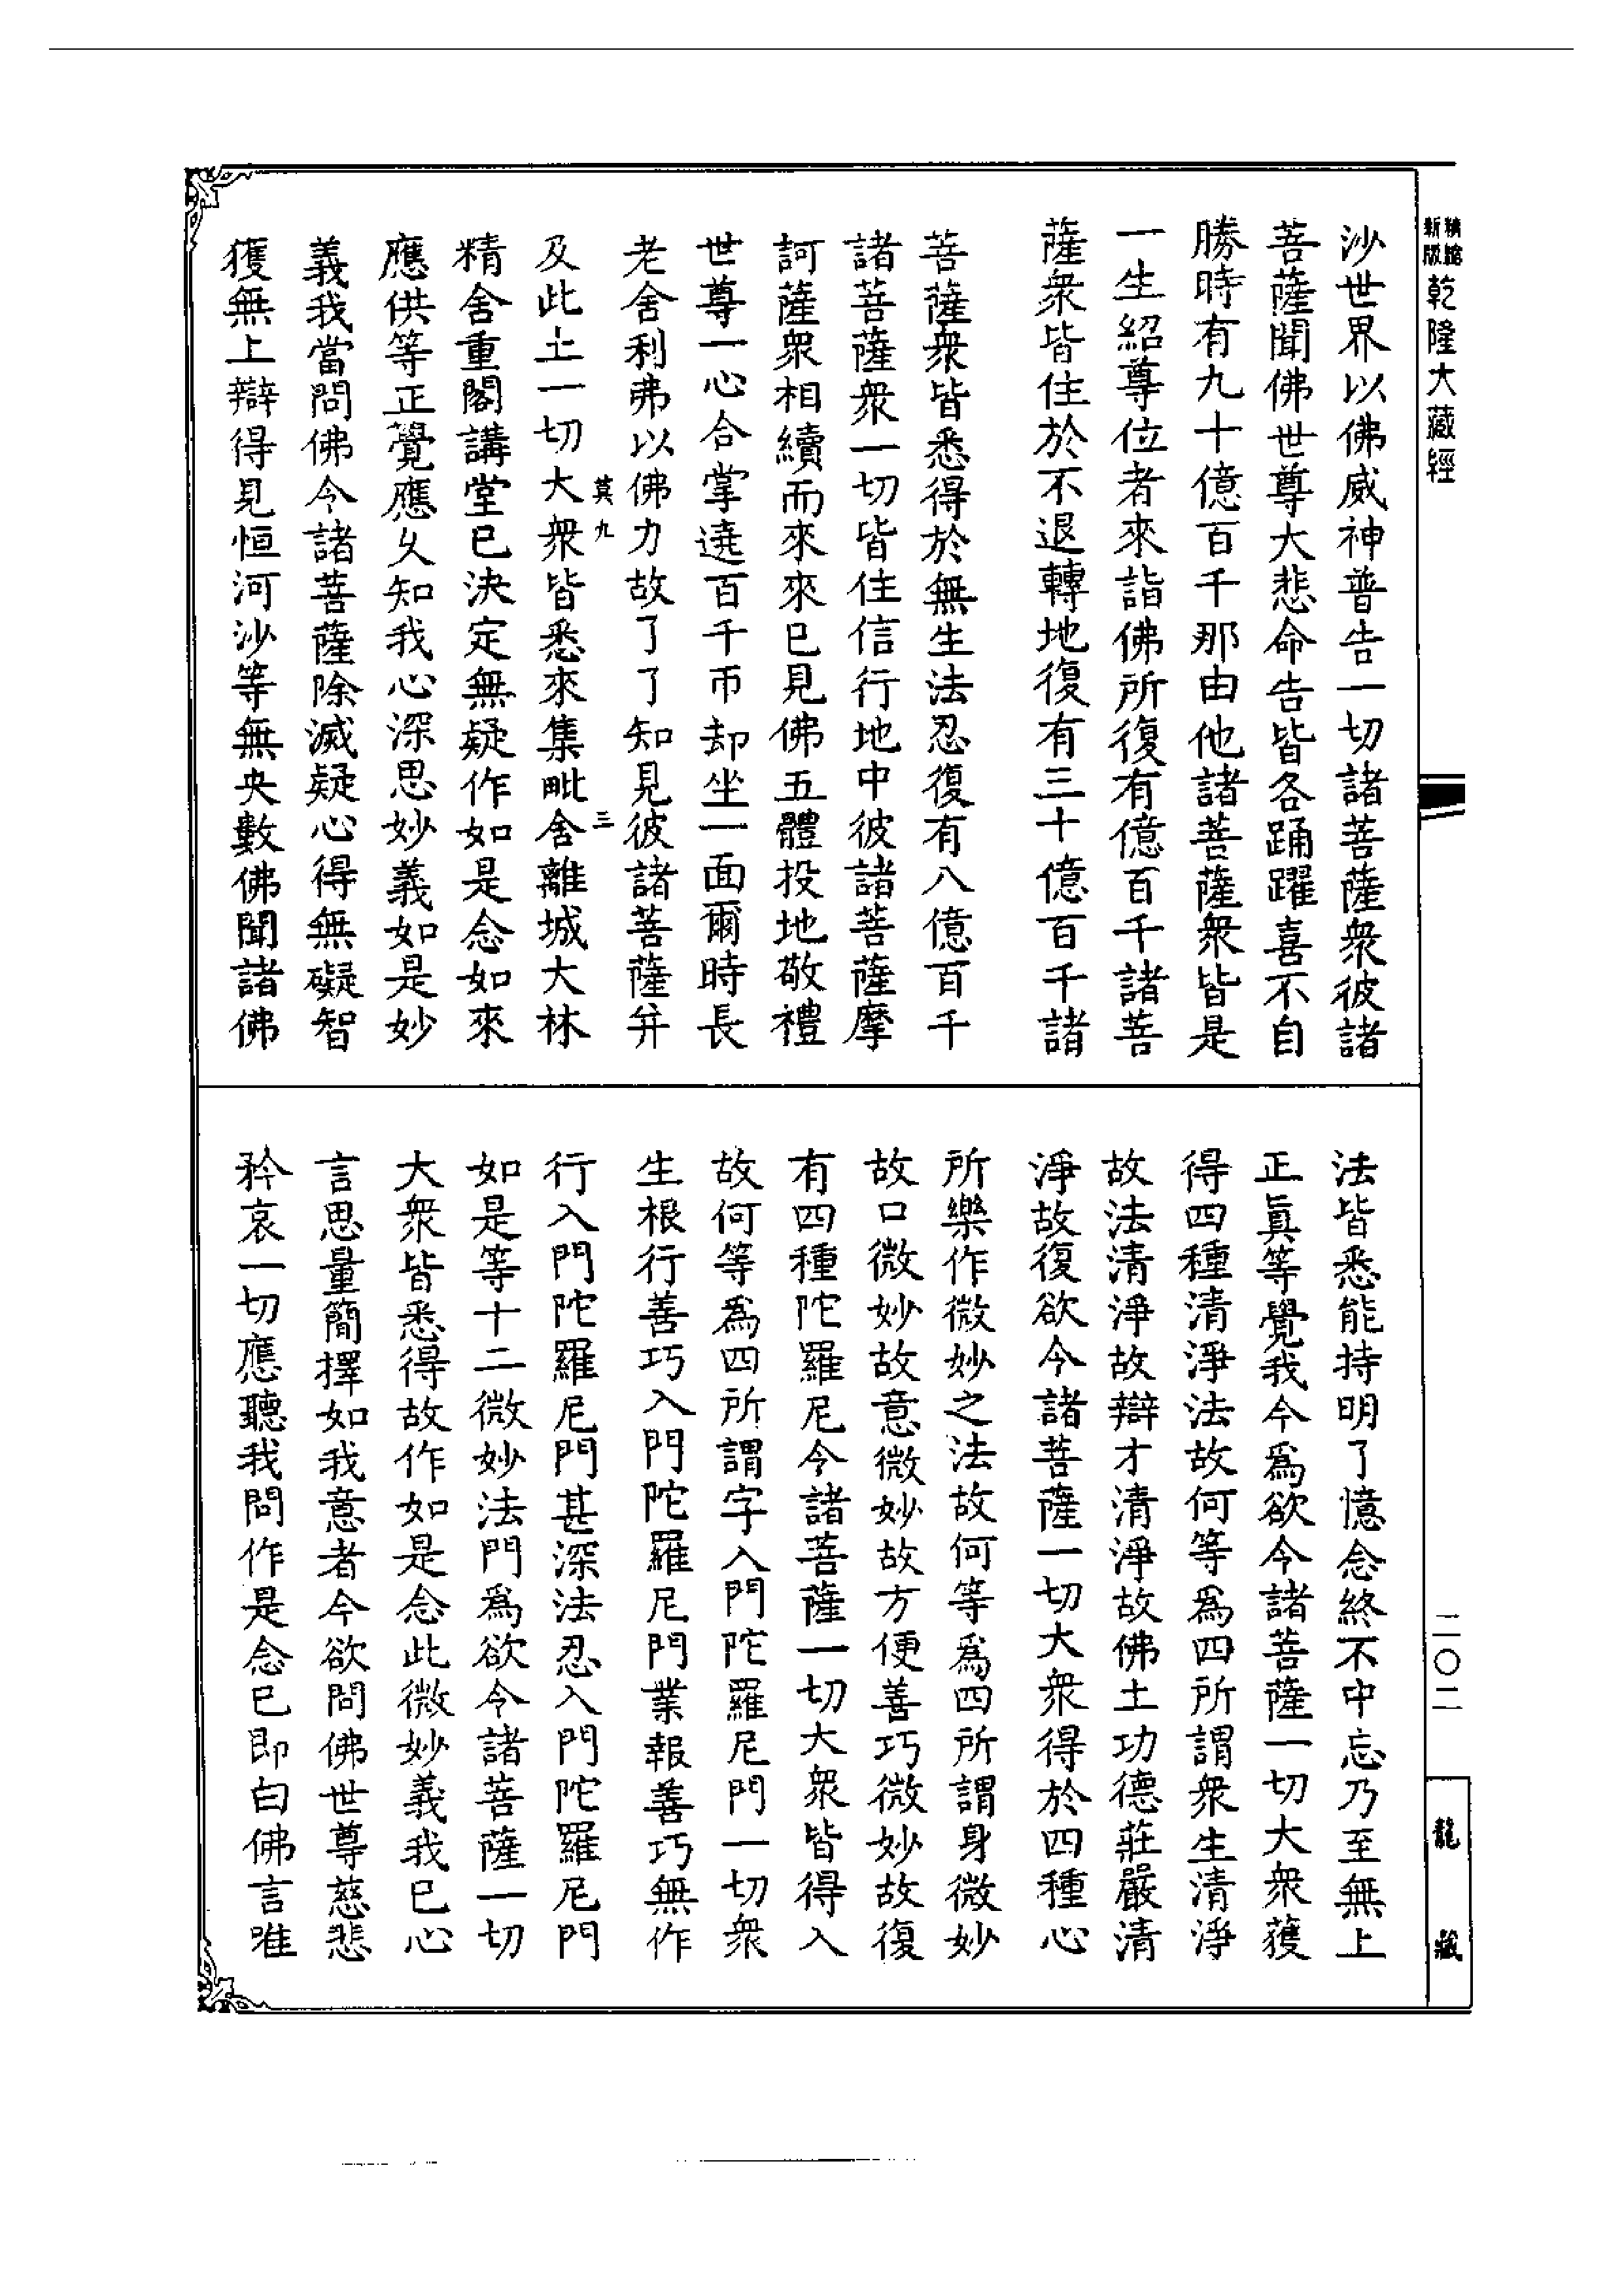 精縮新版乾隆大藏經
沙世界以佛威神普告一切諸菩薩衆彼諸
菩薩聞佛世尊大悲命告皆各踊躍喜不自
勝時有九十億百千那由他諸菩薩衆皆是
一生紹尊位者來詣佛所復有億百千諸菩
薩衆皆住於不退轉地復有三十億百千諸
菩薩衆皆悉得於無生法忍復有八億百千
諸菩薩衆一切皆住信行地中彼諸菩薩摩
訶薩衆相續而來來已見佛五體投地敬禮
世尊一心合掌遶百千帀却坐一面爾時長
老舍利弗以佛力故了了知見彼諸菩薩并
莫九 三
及此土一切大衆皆悉來集毗舍離城大林
精舍重閣講堂已決定無疑作如是念如來
應供等正覺應久知我心深思妙義如是妙
義我當問佛令諸菩薩除滅疑心得無礙智
獲無上辯得見恒河沙等無央數佛聞諸佛
法皆悉能持明了憶念終不中忘乃至無上
正真等覺我今爲欲令諸菩薩一切大衆獲
得四種清淨法故何等爲四所謂衆生清淨
故法清淨故辯才清淨故佛土功德莊嚴清
淨故復欲令諸菩薩一切大衆得於四種心
所樂作微妙之法故何等爲四所謂身微妙
故口微妙故意微妙故方便善巧微妙故復
有四種陀羅尼令諸菩薩一切大衆皆得入
故何等爲四所謂字入門陀羅尼門一切衆
生根行善巧入門陀羅尼門業報善巧無作
行入門陀羅尼門甚深法忍入門陀羅尼門
如是等十二微妙法門爲欲令諸菩薩一切
大衆皆悉得故作如是念此微妙義我已心
言思量簡擇如我意者今欲問佛世尊慈悲
矜哀一切應聽我問作是念已即白佛言唯
二〇二
龍藏